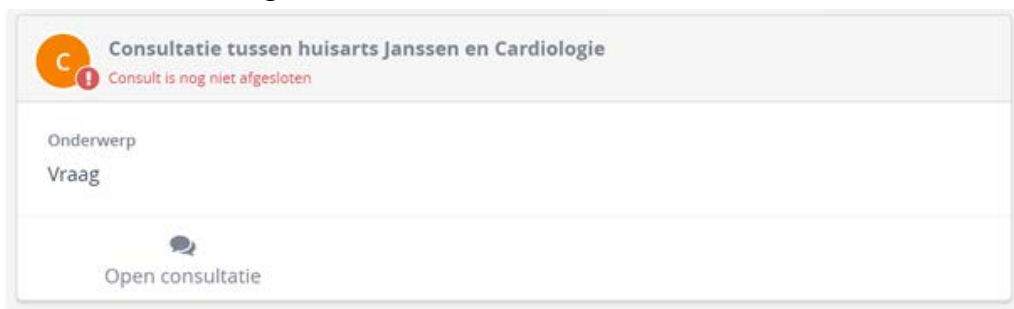 C
Consultatie tussen huisarts Janssen en Cardiologie
Consult is nog niet afgesloten
Onderwerp
Vraag
Open consultatie